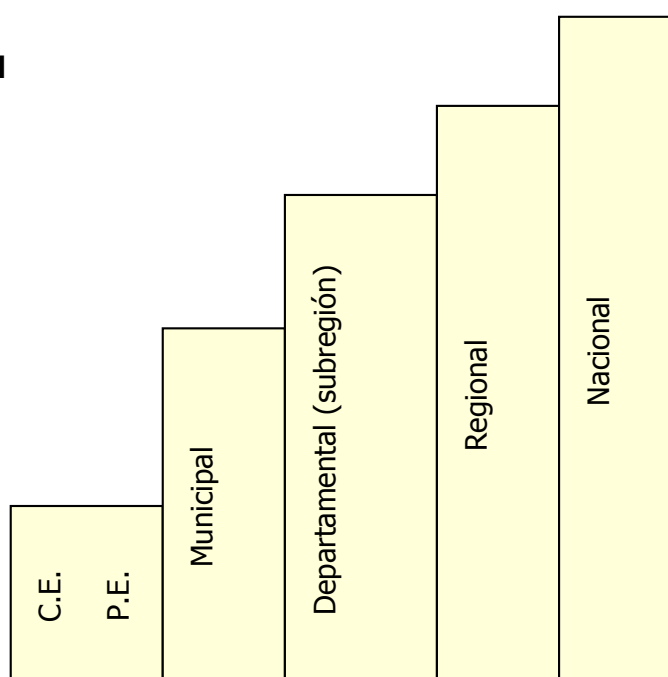 C.E.
P.E.
Municipal
Departamental (subregión)
Regional
Nacional